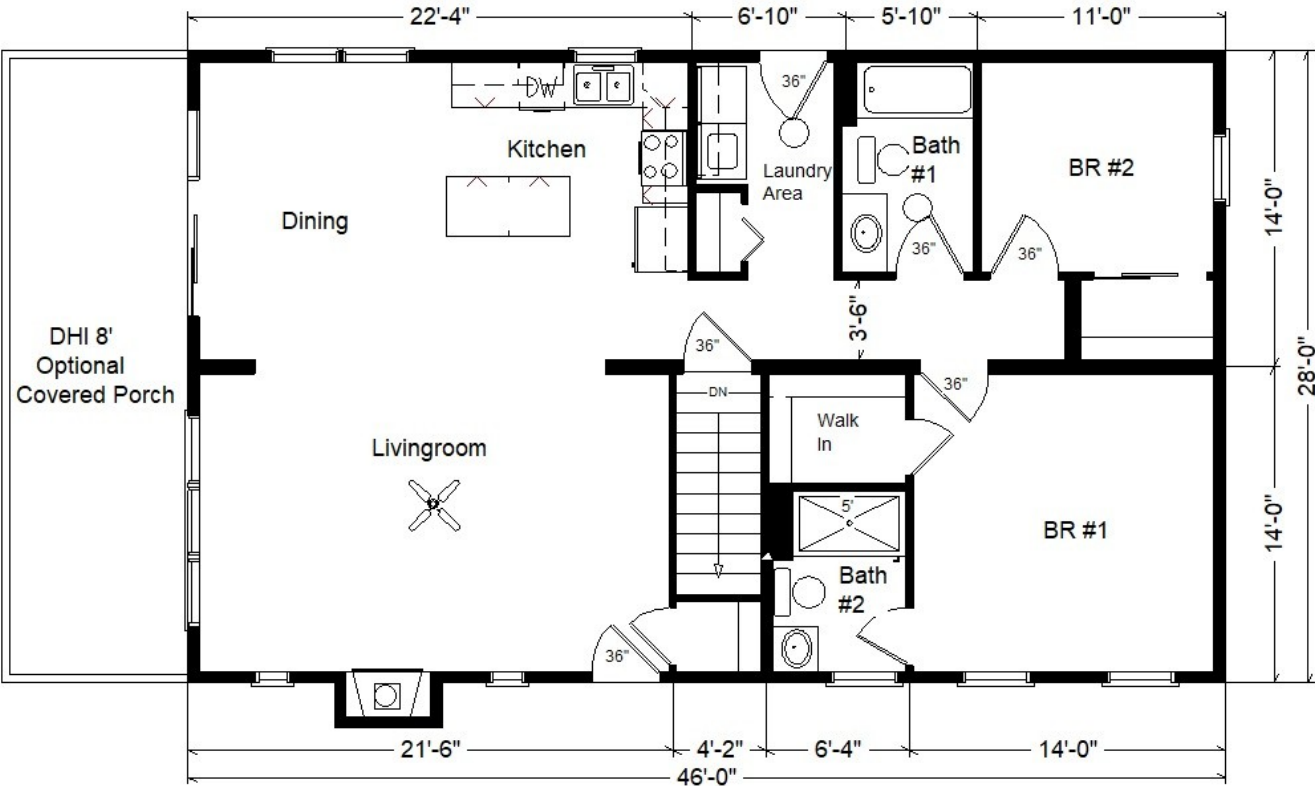 22'-4"
6'-10"
5'-10"
11'-0"
DW
36"
Kitchen
Laundry
Area
Bath
#1
BR #2
Dining
36"
36"
14'-0"
3'-6"
DHI 8'
Optional
Covered Porch
36"
36"
28'-0"
DN
Walk
In
Livingroom
5'
BR #1
14'-0"
Bath
#2
36"
21'-6"
4'-2"
6'-4"
14'-0"
46'-0"